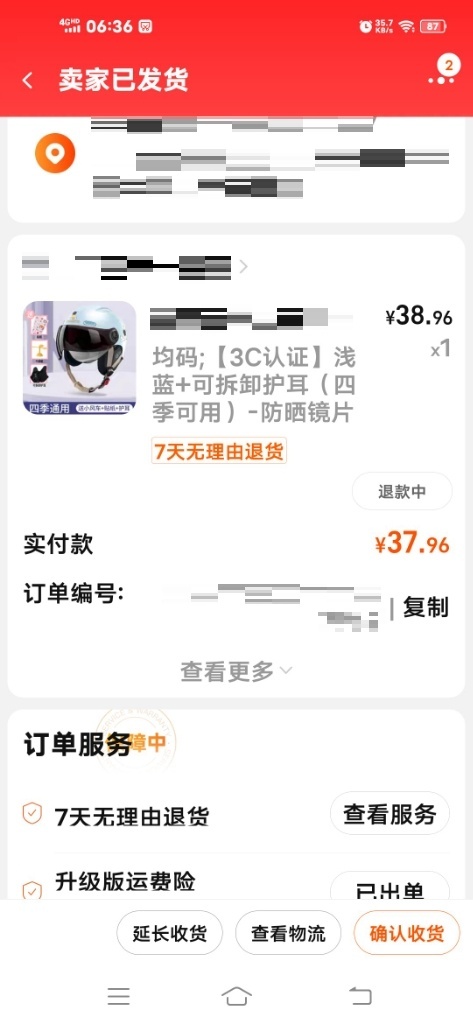 4GHD 06:36 35.7 KB/s 87
卖家已发货
2
¥38.96
均码;【3C认证】浅
x1
蓝+可拆卸护耳（四
季可用）-防晒镜片
四季通用
7天无理由退货
退款中
实付款 ¥37.96
订单编号:
复制
查看更多
订单服务 障中
7天无理由退货 查看服务
升级版运费险 已出单
延长收货 查看物流 确认收货